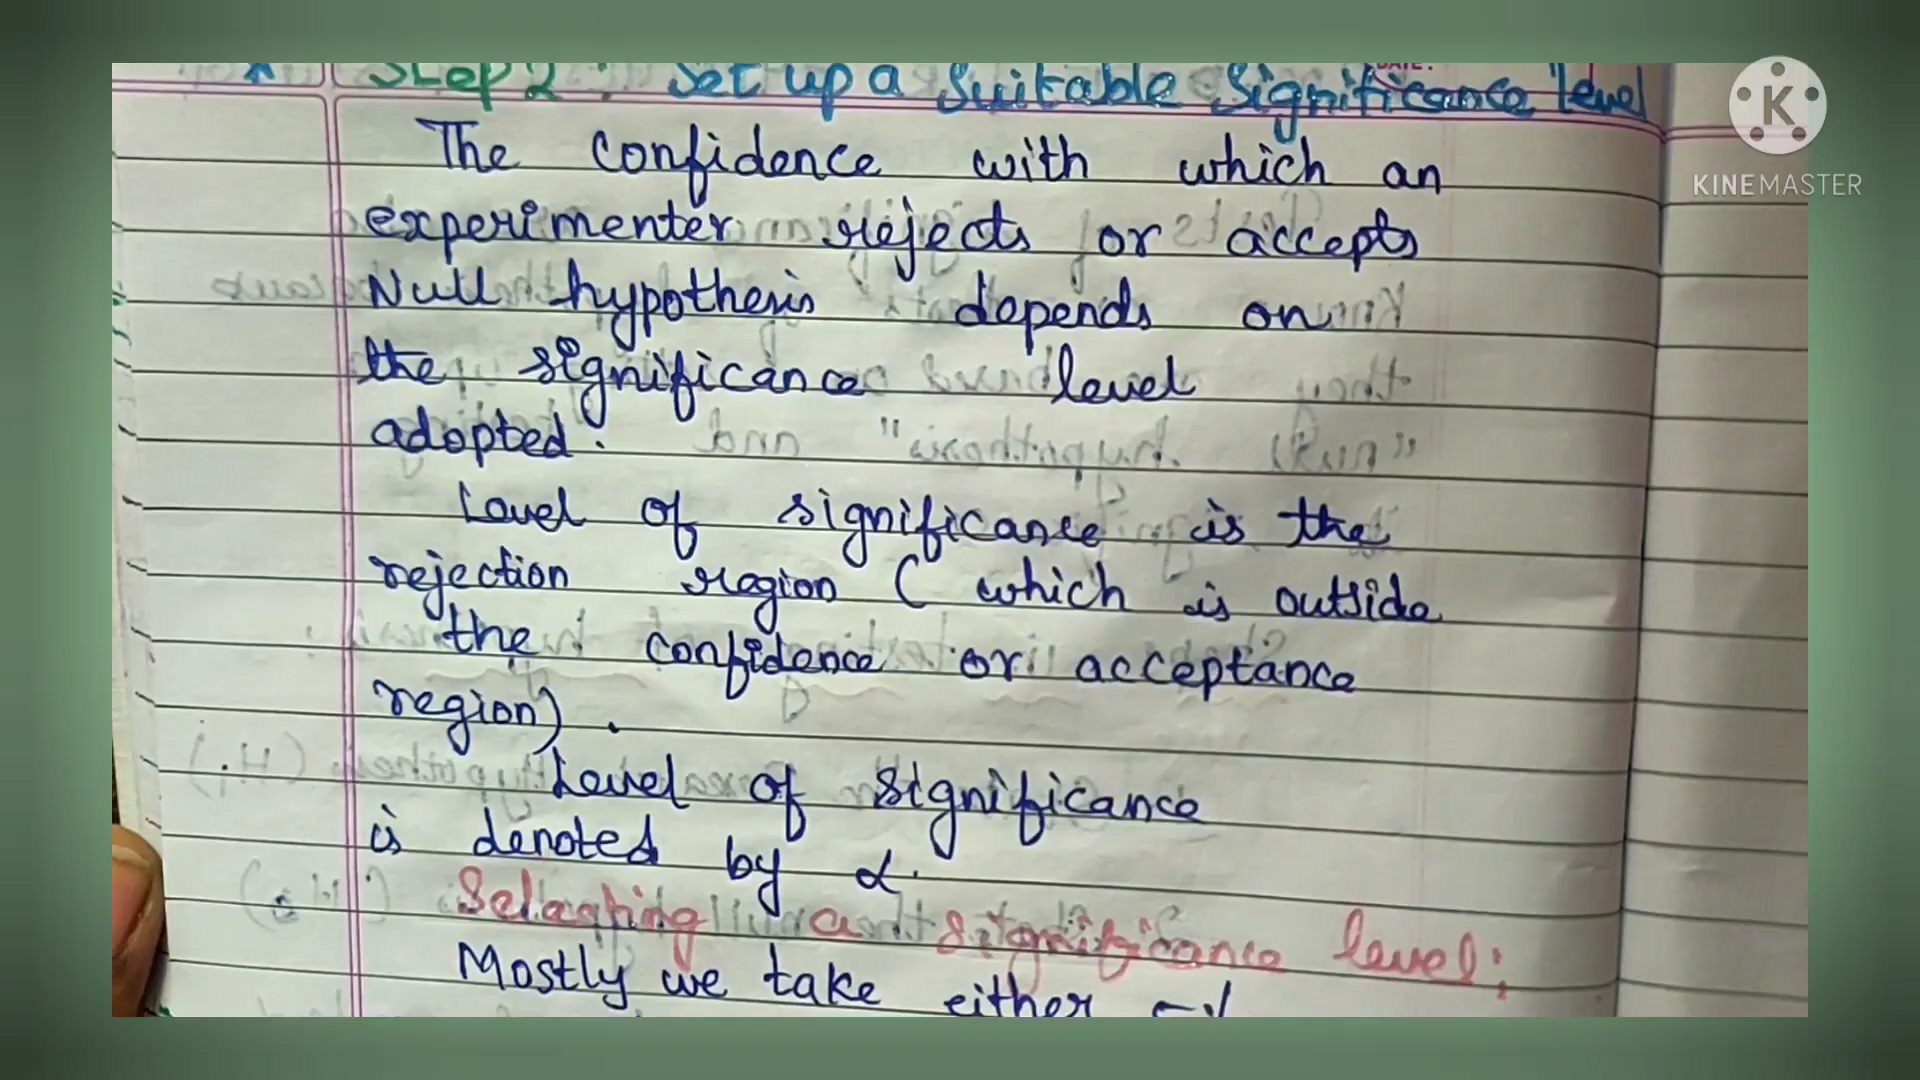 Step 2 : Set up a Suitable Significance level
The confidence with which an
experimenter rejects or accepts
Null hypothesis depends on
the significance level
adopted.
Level of significance is the
rejection region ( which is outside
the confidence or acceptance
region) .
Level of significance
is denoted by α.
Selecting a significance level:
Mostly we take either
K
KINEMASTER